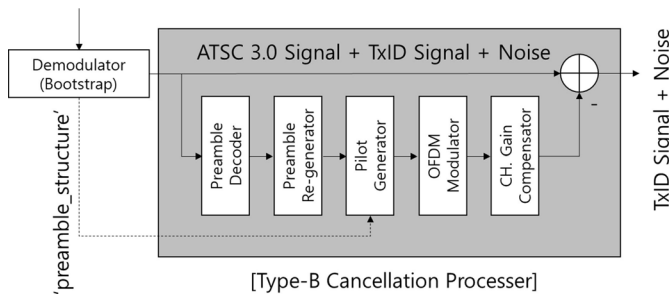 Demodulator
(Bootstrap)
ATSC 3.0 Signal + TxID Signal + Noise
-
Preamble
Decoder
Preamble
Re-generator
Pilot
Generator
OFDM
Modulator
CH. Gain
Compensator
'preamble_structure'
TxID Signal + Noise
[Type-B Cancellation Processer]